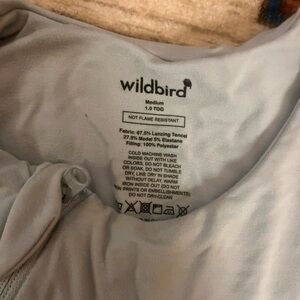 wildbird
Medium
1.0 TOG
NOT FLAME RESISTANT
Fabric: 67.5% Lenzing Tencel
27.5% Modal 5% Elastane
Filling: 100% Polyester
COLD MACHINE WASH
INSIDE OUT WITH LIKE
COLORS, DO NOT BLEACH
OR SOAK, DO NOT TUMBLE
DRY, LINE DRY IN SHADE
WITHOUT DELAY, WARM
IRON INSIDE OUT (DO NOT
IRON PRINTS OR EMBELLISHMENTS)
DO NOT DRY-CLEAN